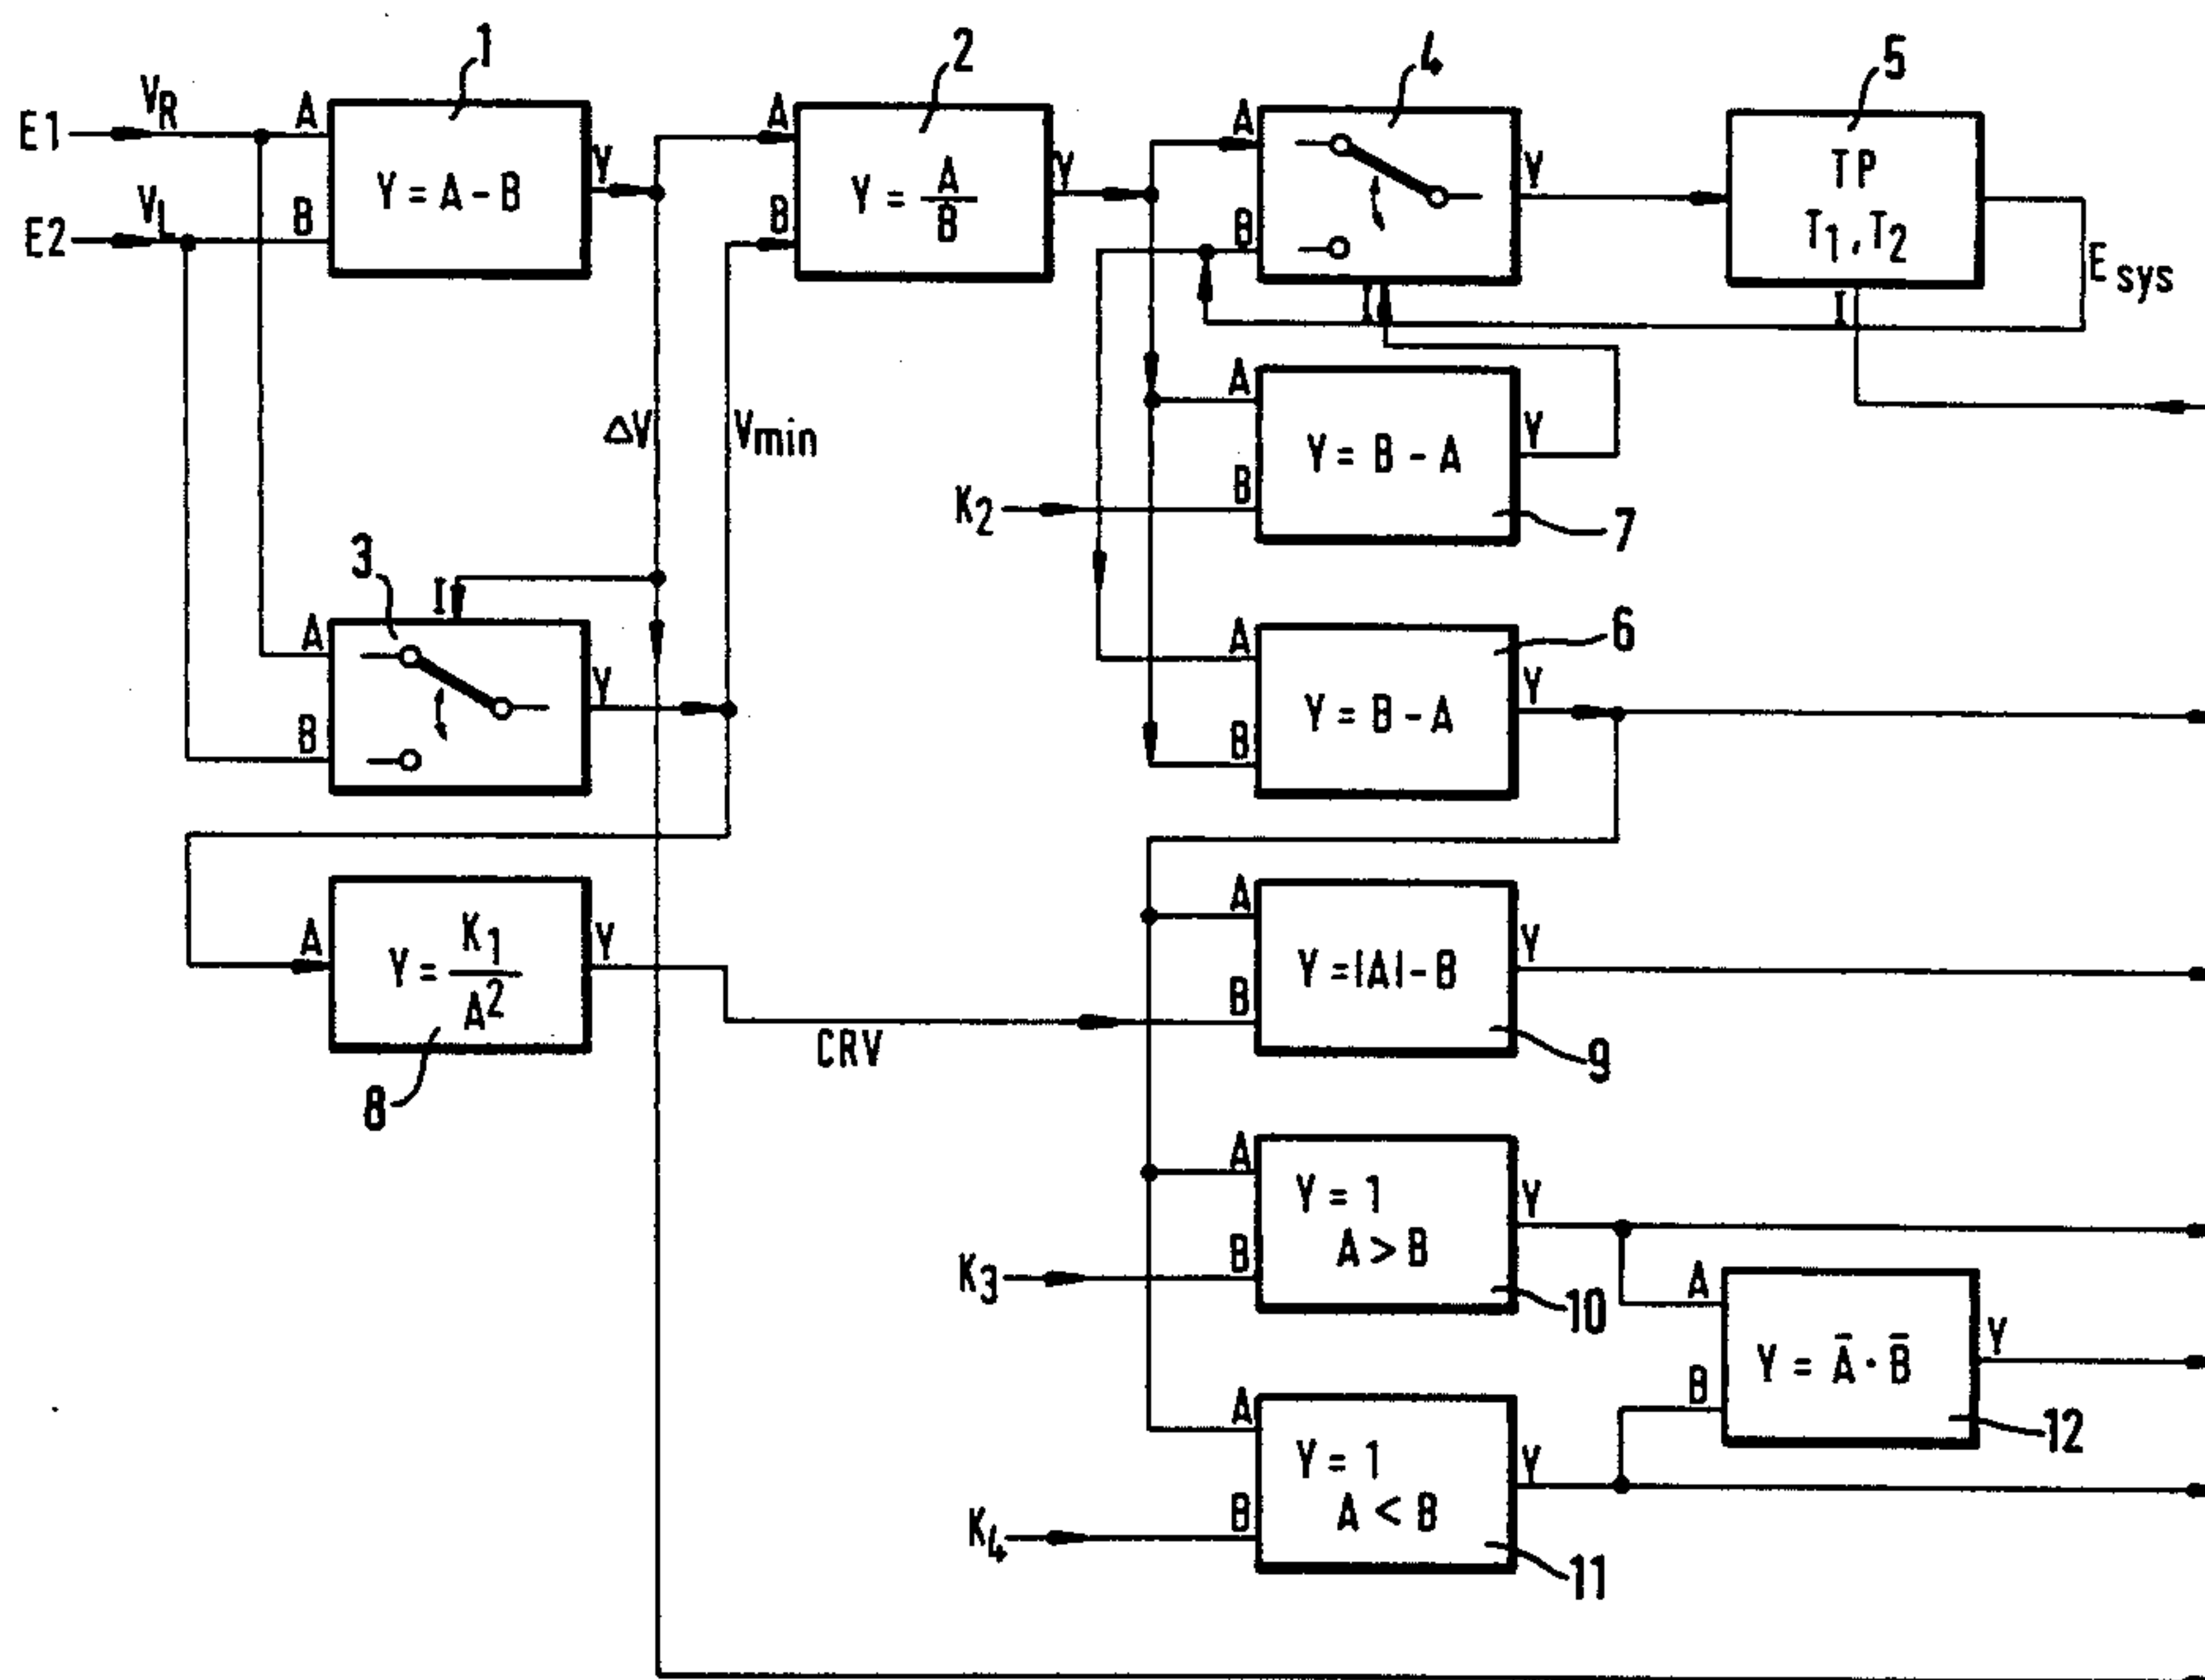 1
2
4
5
E1
V_R
A
Y = A - B
Y
E2
V_L
B
A
Y = A/B
Y
B
A
Y
B
I
TP
T_1, T_2
I
E_sys
ΔV
V_min
A
Y = B - A
Y
K_2
B
7
3
I
A
Y
B
6
A
Y = B - A
Y
B
A
Y = K_1/A^2
Y
8
CRV
A
Y = |A| - B
Y
B
9
A
Y = 1
A > B
Y
K_3
B
10
A
Y = Ā · B̄
Y
B
12
A
Y = 1
A < B
Y
K_4
B
11